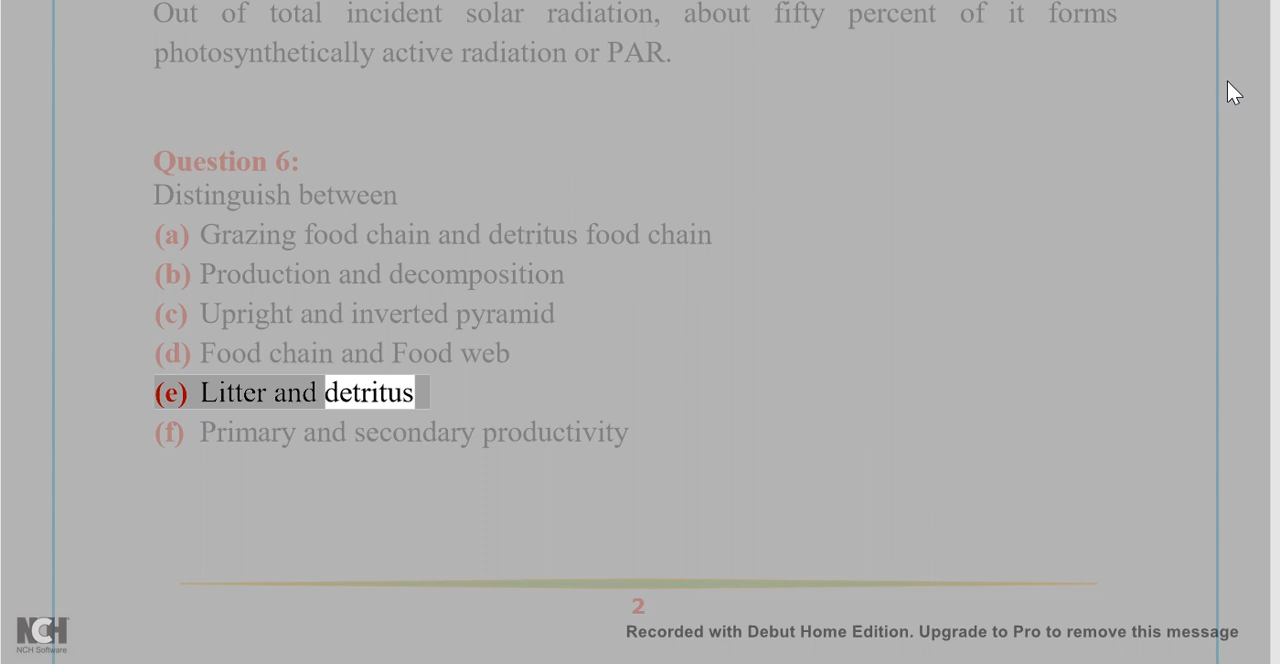 Out of total incident solar radiation, about fifty percent of it forms
photosynthetically active radiation or PAR.
Question 6:
Distinguish between
(a) Grazing food chain and detritus food chain
(b) Production and decomposition
(c) Upright and inverted pyramid
(d) Food chain and Food web
(e) Litter and detritus
(f) Primary and secondary productivity
2
NCH
NCH Software
Recorded with Debut Home Edition. Upgrade to Pro to remove this message